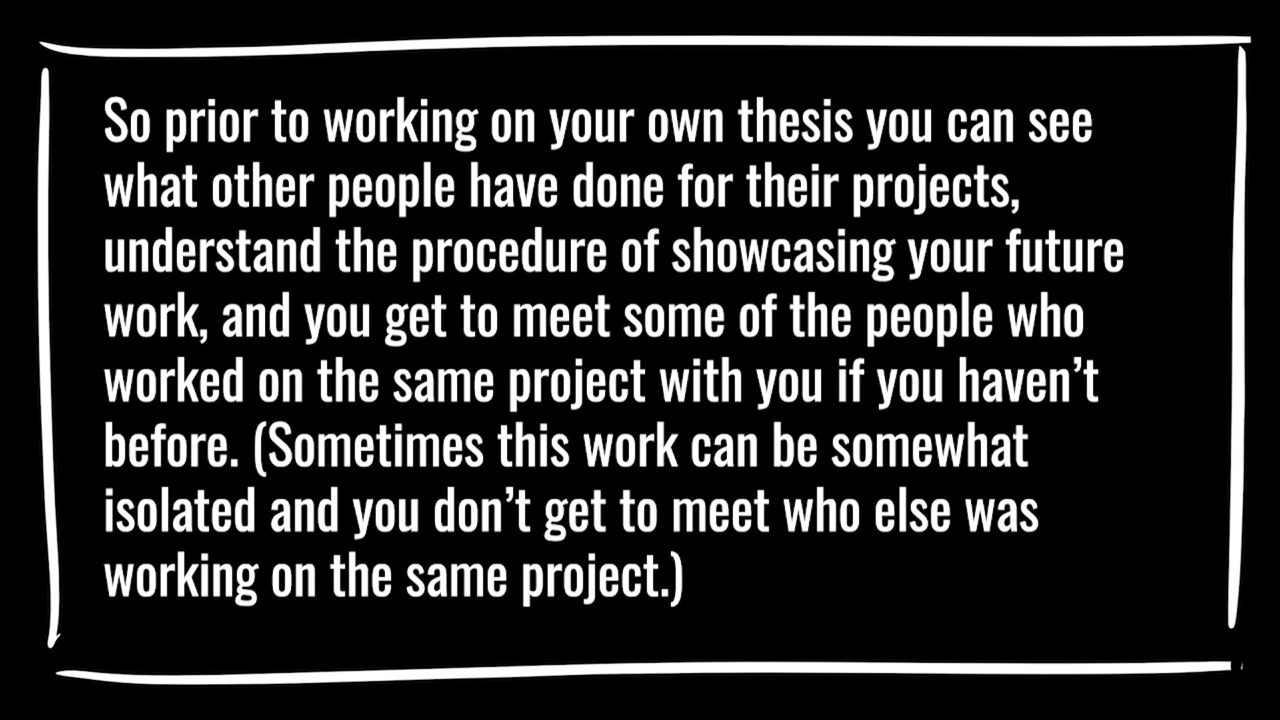 So prior to working on your own thesis you can see
what other people have done for their projects,
understand the procedure of showcasing your future
work, and you get to meet some of the people who
worked on the same project with you if you haven’t
before. (Sometimes this work can be somewhat
isolated and you don’t get to meet who else was
working on the same project.)